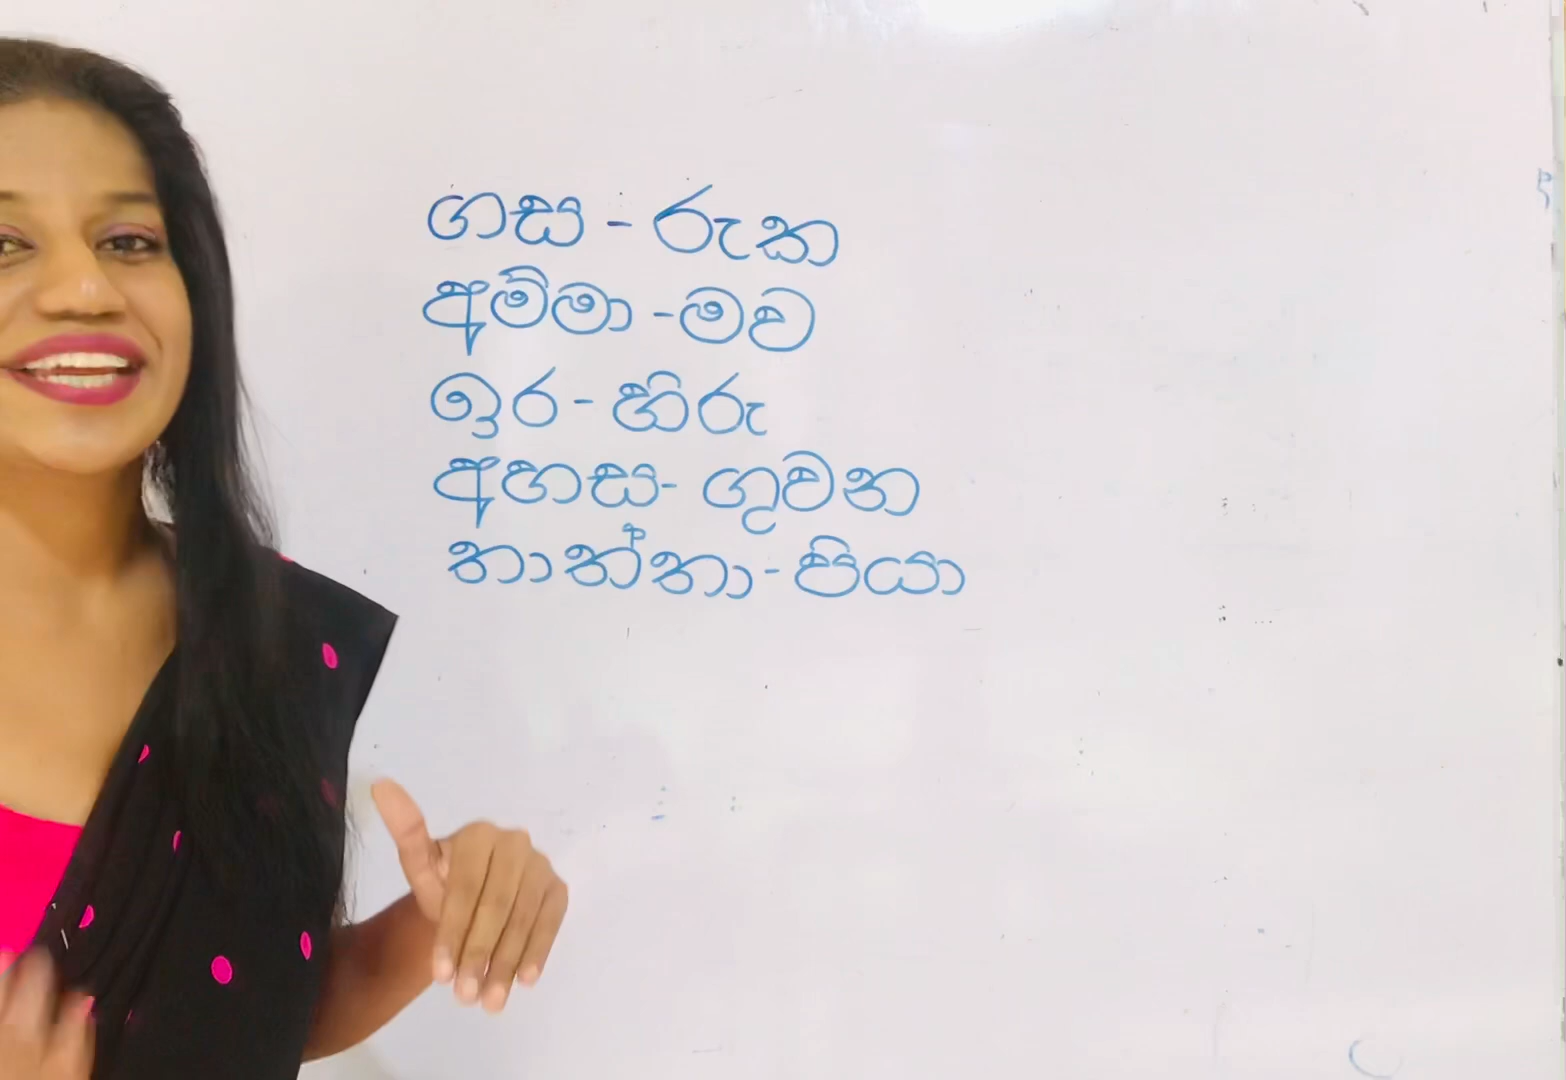 ගස - රුක
අම්මා - මව
ඉර - හිරු
අහස - ගුවන
තාත්තා - පියා